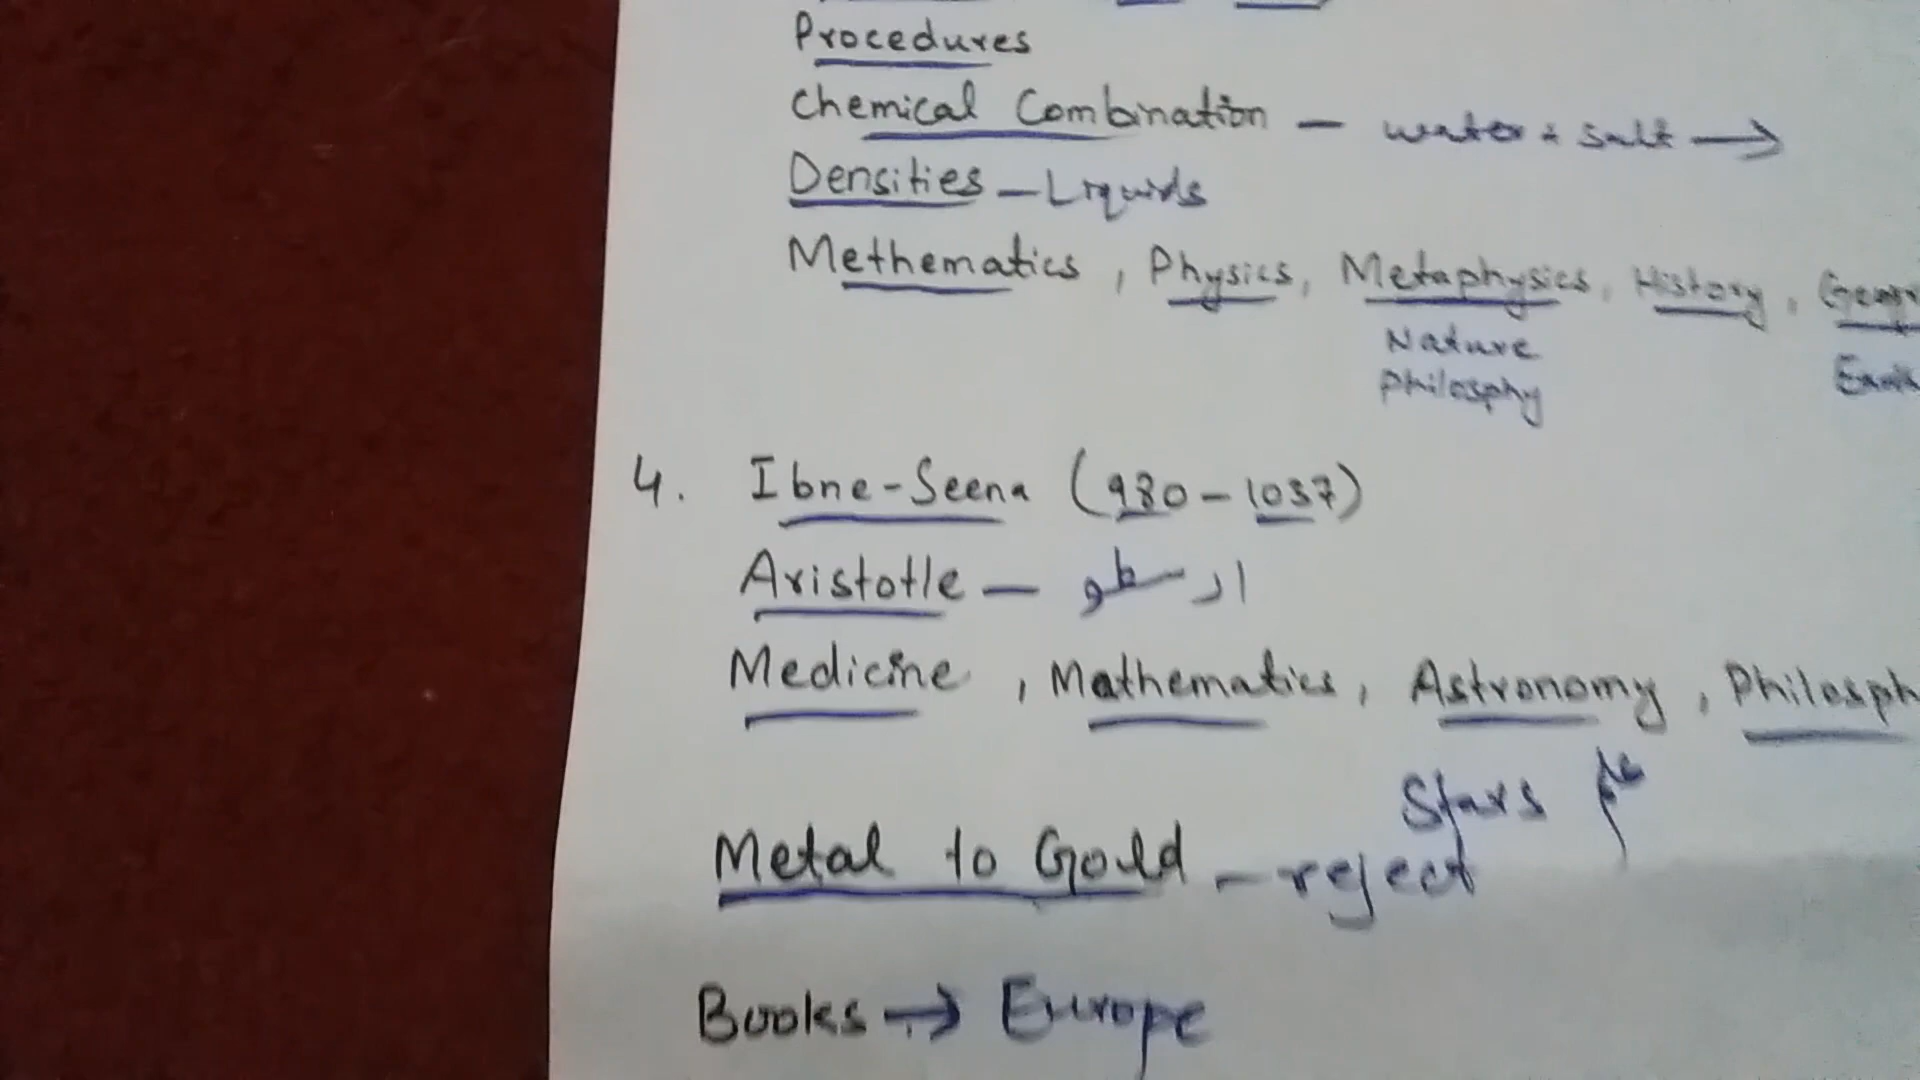 Procedures
Chemical Combination – water + salt →
Densities – Liquids
Methematics , Physics, Metaphysics, History,
Nature
Philosphy
4. Ibne-Seena (980 – 1037)
Aristotle – ارسطو
Medicine , Mathematics, Astronomy , Philosph
Stars
Metal to Gold – reject
Books → Europe